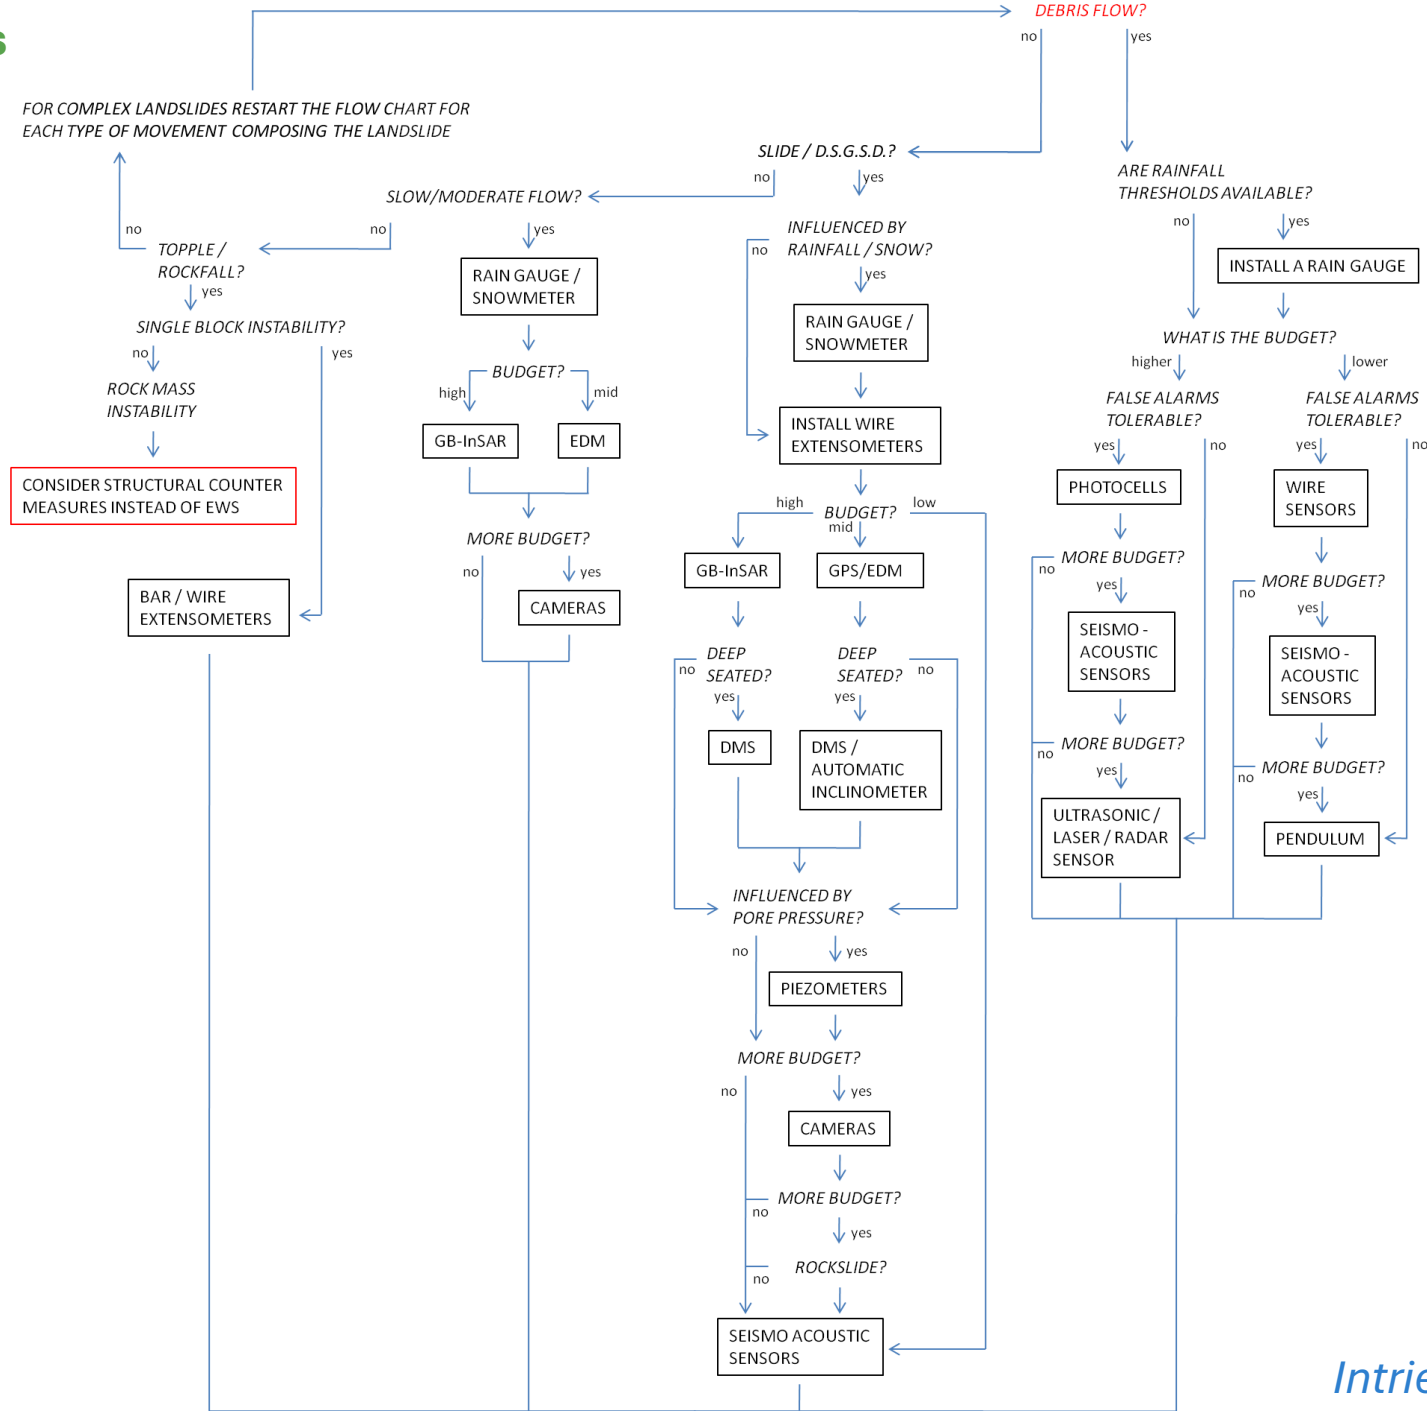 s
DEBRIS FLOW?
no
yes
FOR COMPLEX LANDSLIDES RESTART THE FLOW CHART FOR
EACH TYPE OF MOVEMENT COMPOSING THE LANDSLIDE
SLIDE / D.S.G.S.D.?
no
yes
ARE RAINFALL
THRESHOLDS AVAILABLE?
no
yes
SLOW/MODERATE FLOW?
no
yes
INFLUENCED BY
RAINFALL / SNOW?
no
yes
no
TOPPLE /
ROCKFALL?
yes
INSTALL A RAIN GAUGE
RAIN GAUGE /
SNOWMETER
RAIN GAUGE /
SNOWMETER
SINGLE BLOCK INSTABILITY?
no
yes
WHAT IS THE BUDGET?
higher
lower
BUDGET?
high
mid
ROCK MASS
INSTABILITY
FALSE ALARMS
TOLERABLE?
yes
no
FALSE ALARMS
TOLERABLE?
yes
no
GB-InSAR
EDM
INSTALL WIRE
EXTENSOMETERS
CONSIDER STRUCTURAL COUNTER
MEASURES INSTEAD OF EWS
PHOTOCELLS
WIRE
SENSORS
high
BUDGET?
low
mid
MORE BUDGET?
no
yes
MORE BUDGET?
no
yes
GB-InSAR
GPS/EDM
MORE BUDGET?
no
yes
BAR / WIRE
EXTENSOMETERS
CAMERAS
SEISMO -
ACOUSTIC
SENSORS
SEISMO -
ACOUSTIC
SENSORS
DEEP
SEATED?
no
yes
DEEP
SEATED?
no
yes
DMS
DMS /
AUTOMATIC
INCLINOMETER
MORE BUDGET?
no
yes
MORE BUDGET?
no
yes
ULTRASONIC /
LASER / RADAR
SENSOR
PENDULUM
INFLUENCED BY
PORE PRESSURE?
no
yes
PIEZOMETERS
MORE BUDGET?
no
yes
CAMERAS
MORE BUDGET?
no
yes
ROCKSLIDE?
no
SEISMO ACOUSTIC
SENSORS
Intrie